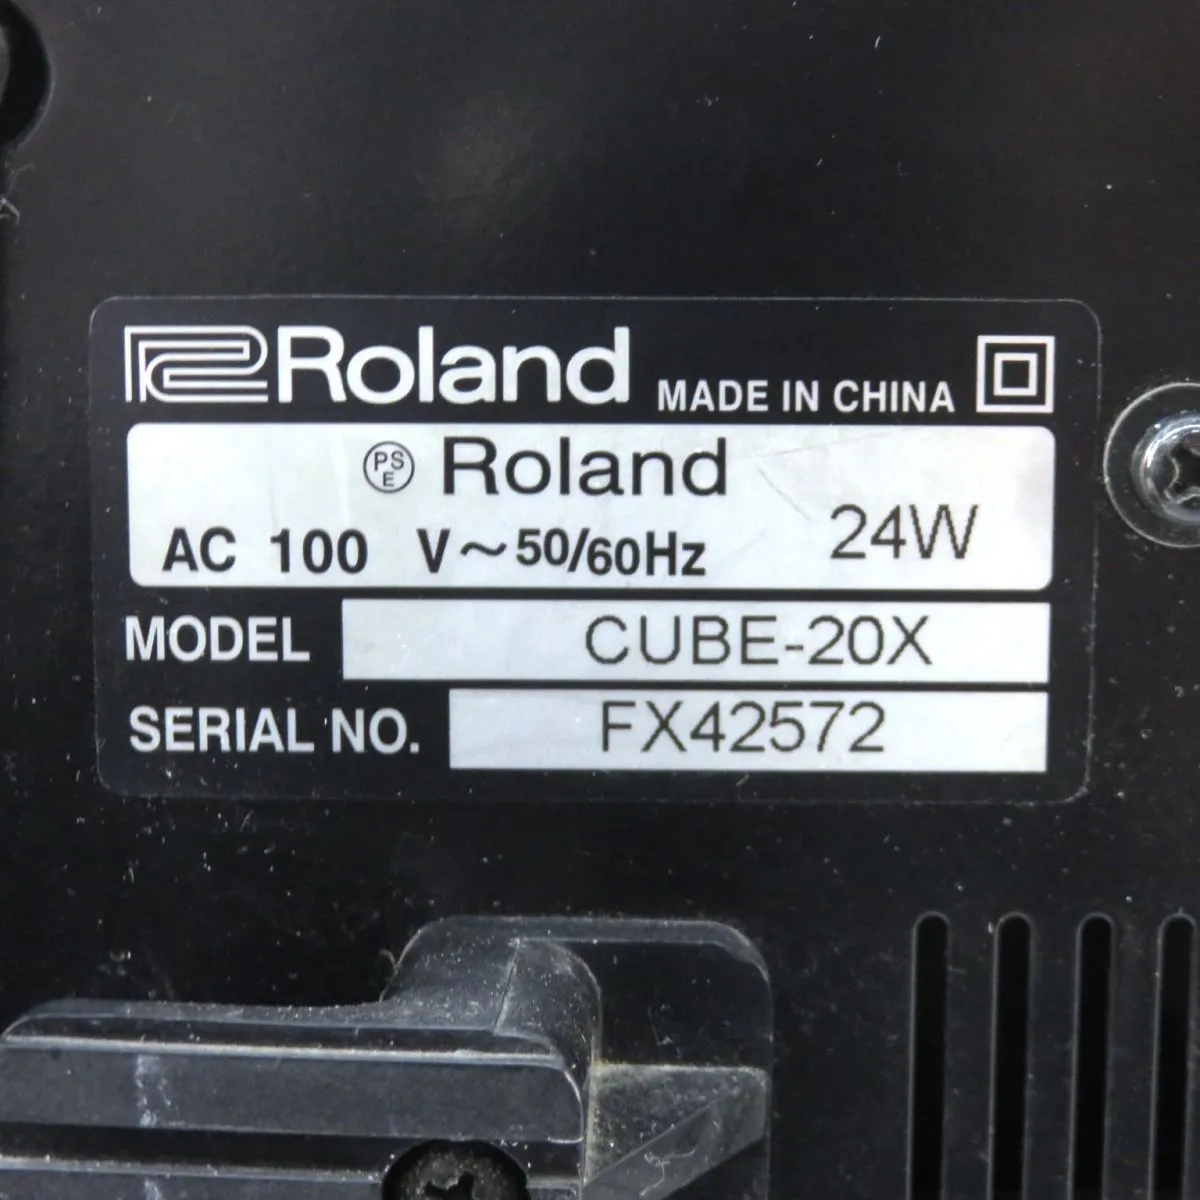 Roland MADE IN CHINA
PSE Roland
AC 100 V~50/60Hz 24W
MODEL CUBE-20X
SERIAL NO. FX42572